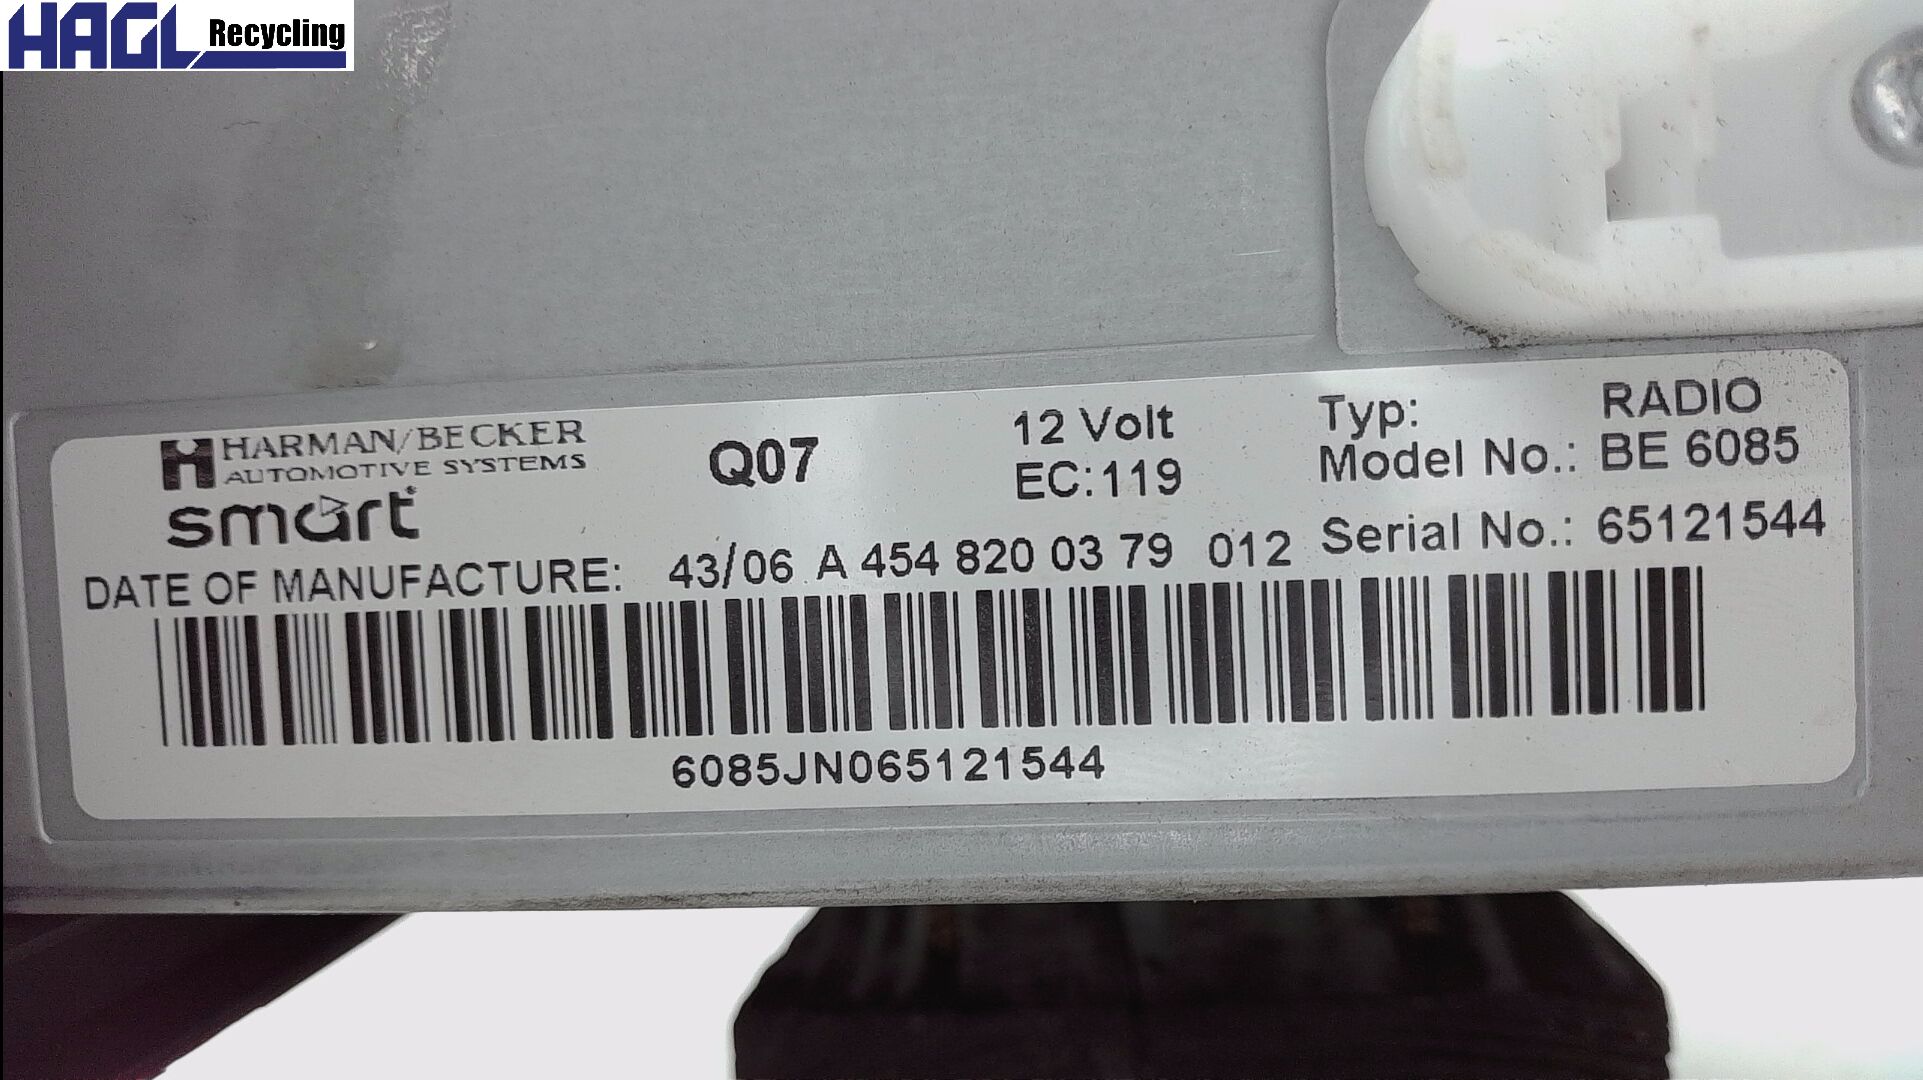 HAGL Recycling
HARMAN/BECKER
AUTOMOTIVE SYSTEMS
smart
Q07
12 Volt
EC:119
Typ: RADIO
Model No.: BE 6085
DATE OF MANUFACTURE: 43/06 A 454 820 03 79 012 Serial No.: 65121544
6085JN065121544